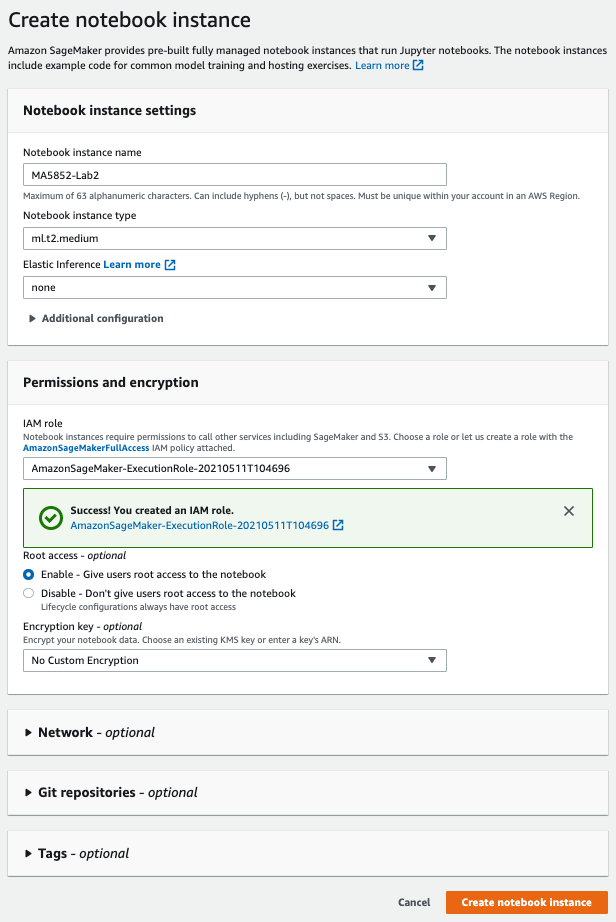 Create notebook instance
Amazon SageMaker provides pre-built fully managed notebook instances that run Jupyter notebooks. The notebook instances
include example code for common model training and hosting exercises. Learn more
Notebook instance settings
Notebook instance name
MA5852-Lab2
Maximum of 63 alphanumeric characters. Can include hyphens (-), but not spaces. Must be unique within your account in an AWS Region.
Notebook instance type
ml.t2.medium
Elastic Inference Learn more
none
Additional configuration
Permissions and encryption
IAM role
Notebook instances require permissions to call other services including SageMaker and S3. Choose a role or let us create a role with the
AmazonSageMakerFullAccess IAM policy attached.
AmazonSageMaker-ExecutionRole-20210511T104696
Success! You created an IAM role.
AmazonSageMaker-ExecutionRole-20210511T104696
Root access - optional
Enable - Give users root access to the notebook
Disable - Don't give users root access to the notebook
Lifecycle configurations always have root access
Encryption key - optional
Encrypt your notebook data. Choose an existing KMS key or enter a key's ARN.
No Custom Encryption
Network - optional
Git repositories - optional
Tags - optional
Cancel Create notebook instance